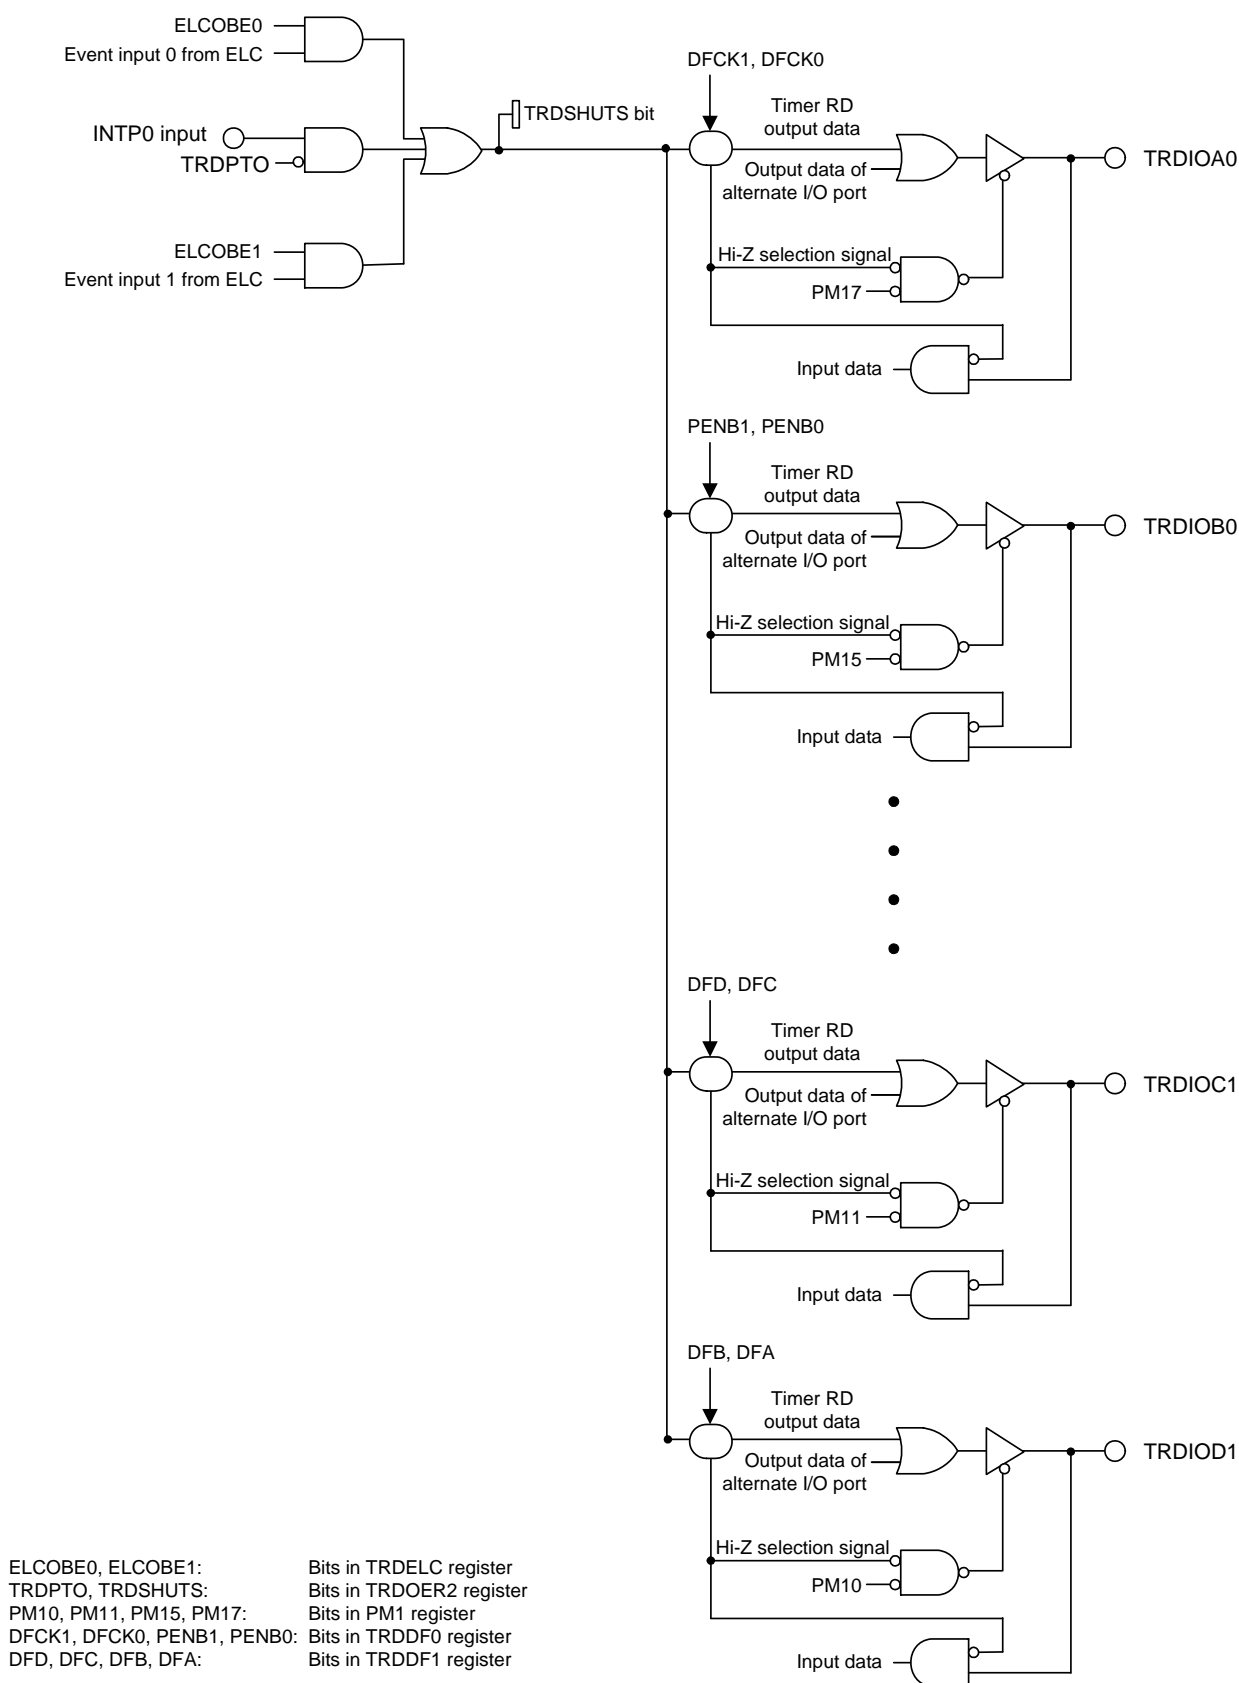 ELCOBE0
Event input 0 from ELC
INTP0 input
TRDPTO
ELCOBE1
Event input 1 from ELC
TRDSHUTS bit
DFCK1, DFCK0
Timer RD
output data
Output data of
alternate I/O port
TRDIOA0
Hi-Z selection signal
PM17
Input data
PENB1, PENB0
Timer RD
output data
Output data of
alternate I/O port
TRDIOB0
Hi-Z selection signal
PM15
Input data
DFD, DFC
Timer RD
output data
Output data of
alternate I/O port
TRDIOC1
Hi-Z selection signal
PM11
Input data
DFB, DFA
Timer RD
output data
Output data of
alternate I/O port
TRDIOD1
Hi-Z selection signal
PM10
Input data
ELCOBE0, ELCOBE1: Bits in TRDELC register
TRDPTO, TRDSHUTS: Bits in TRDOER2 register
PM10, PM11, PM15, PM17: Bits in PM1 register
DFCK1, DFCK0, PENB1, PENB0: Bits in TRDDF0 register
DFD, DFC, DFB, DFA: Bits in TRDDF1 register